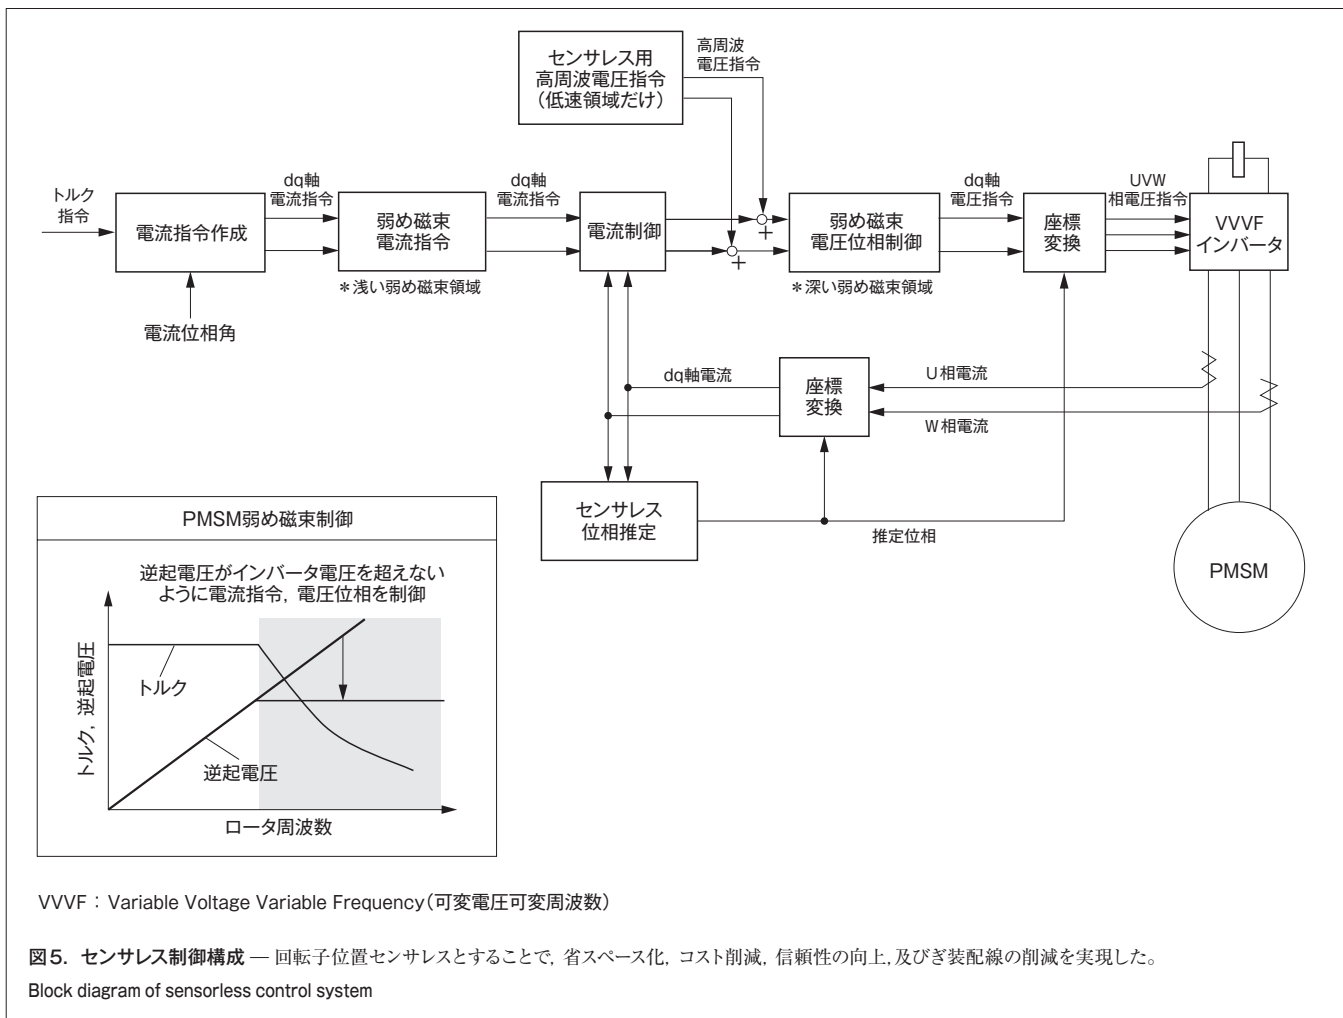 センサレス用
高周波電圧指令
(低速領域だけ)
高周波
電圧指令
トルク
指令
電流指令作成
電流位相角
dq軸
電流指令
弱め磁束
電流指令
*浅い弱め磁束領域
dq軸
電流指令
電流制御
+
+
弱め磁束
電圧位相制御
*深い弱め磁束領域
dq軸
電圧指令
座標
変換
UVW
相電圧指令
VVVF
インバータ
dq軸電流
座標
変換
U相電流
W相電流
センサレス
位相推定
推定位相
PMSM
PMSM弱め磁束制御
逆起電圧がインバータ電圧を超えない
ように電流指令,電圧位相を制御
トルク,逆起電圧
トルク
逆起電圧
ロータ周波数
VVVF:Variable Voltage Variable Frequency(可変電圧可変周波数)
図5. センサレス制御構成 — 回転子位置センサレスとすることで,省スペース化,コスト削減,信頼性の向上,及びぎ装配線の削減を実現した。
Block diagram of sensorless control system